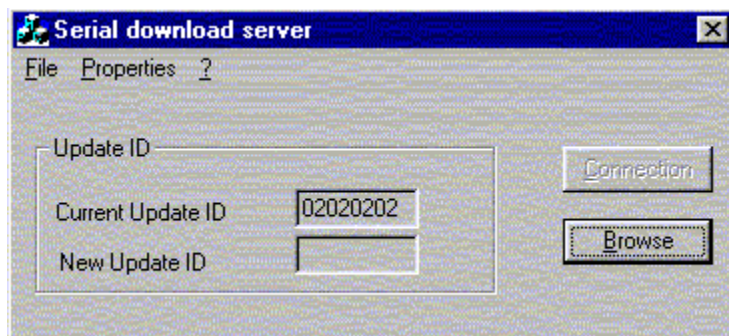 Serial download server
File Properties ?
Update ID
Connection
Current Update ID 02020202
Browse
New Update ID